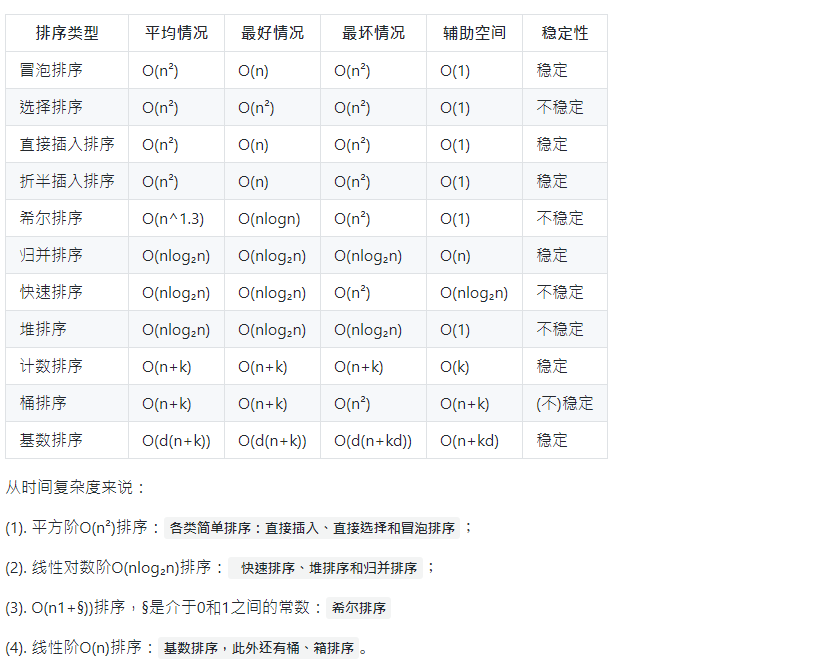 排序类型 平均情况 最好情况 最坏情况 辅助空间 稳定性
冒泡排序 O(n²) O(n) O(n²) O(1) 稳定
选择排序 O(n²) O(n²) O(n²) O(1) 不稳定
直接插入排序 O(n²) O(n) O(n²) O(1) 稳定
折半插入排序 O(n²) O(n) O(n²) O(1) 稳定
希尔排序 O(n^1.3) O(nlogn) O(n²) O(1) 不稳定
归并排序 O(nlog₂n) O(nlog₂n) O(nlog₂n) O(n) 稳定
快速排序 O(nlog₂n) O(nlog₂n) O(n²) O(nlog₂n) 不稳定
堆排序 O(nlog₂n) O(nlog₂n) O(nlog₂n) O(1) 不稳定
计数排序 O(n+k) O(n+k) O(n+k) O(k) 稳定
桶排序 O(n+k) O(n+k) O(n²) O(n+k) (不)稳定
基数排序 O(d(n+k)) O(d(n+k)) O(d(n+kd)) O(n+kd) 稳定
从时间复杂度来说：
(1). 平方阶O(n²)排序：各类简单排序：直接插入、直接选择和冒泡排序；
(2). 线性对数阶O(nlog₂n)排序： 快速排序、堆排序和归并排序；
(3). O(n1+§))排序，§是介于0和1之间的常数：希尔排序
(4). 线性阶O(n)排序：基数排序，此外还有桶、箱排序。